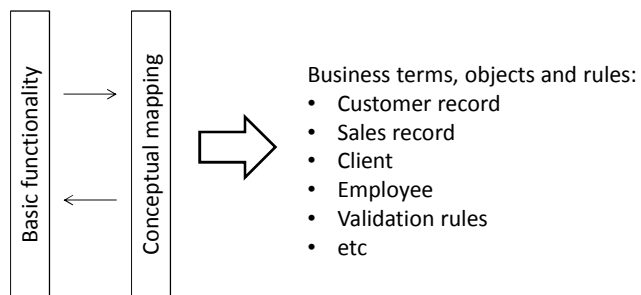 Basic functionality
Conceptual mapping
Business terms, objects and rules:
• Customer record
• Sales record
• Client
• Employee
• Validation rules
• etc